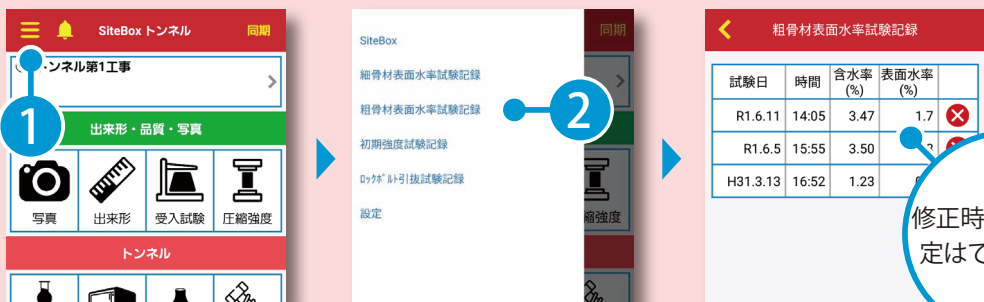 SiteBox トンネル
同期
ンネル第1工事
1
出来形・品質・写真
写真
出来形
受入試験
圧縮強度
トンネル
SiteBox
細骨材表面水率試験記録
粗骨材表面水率試験記録
初期強度試験記録
ロックボルト引抜試験記録
設定
同期
2
縮強度
粗骨材表面水率試験記録
試験日 時間 含水率(%) 表面水率(%)
R1.6.11 14:05 3.47 1.7
R1.6.5 15:55 3.50
H31.3.13 16:52 1.23
修正時
定はて